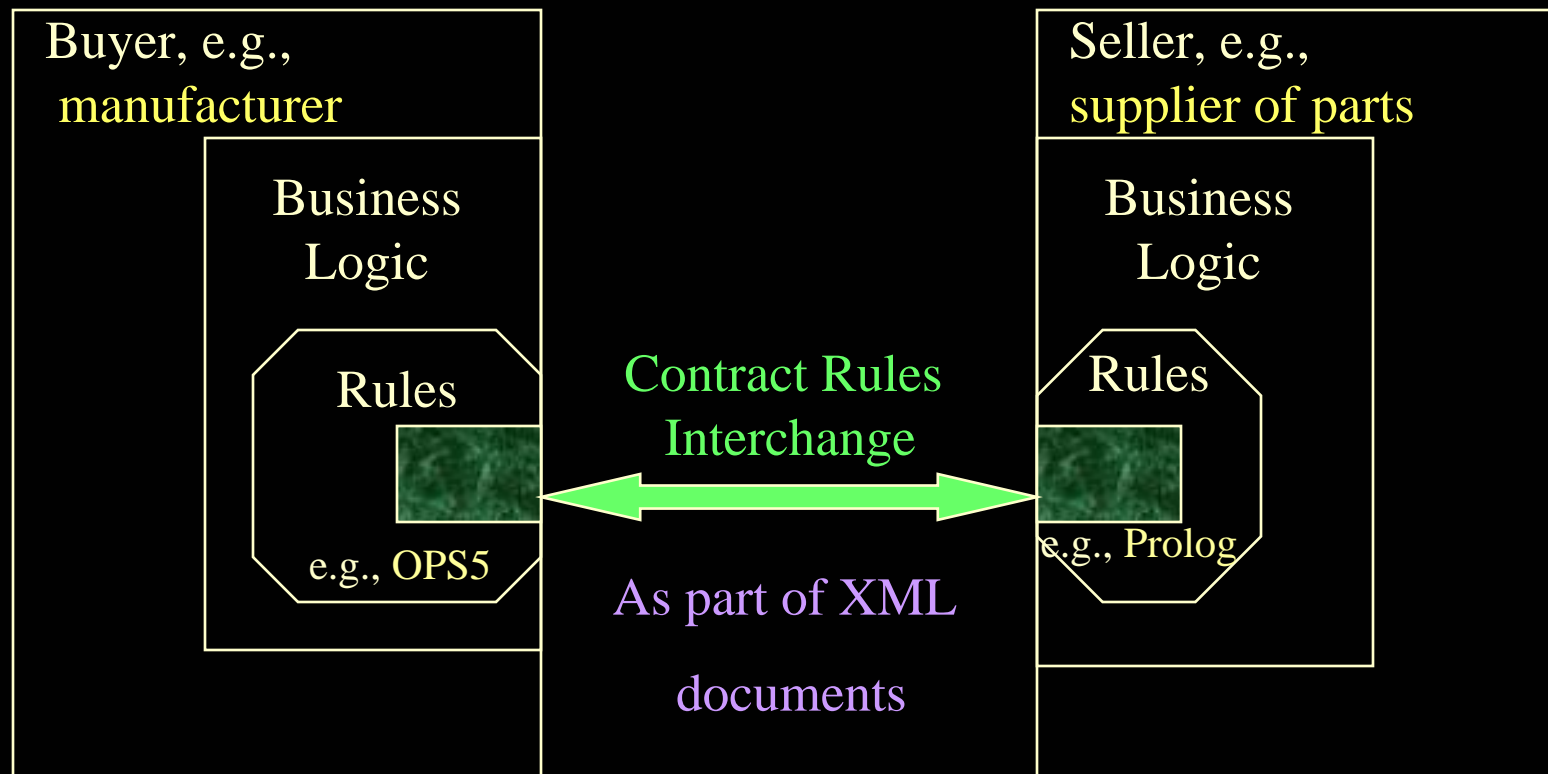 Buyer, e.g.,
manufacturer
Business
Logic
Rules
e.g., OPS5
Contract Rules
Interchange
As part of XML
documents
Seller, e.g.,
supplier of parts
Business
Logic
Rules
e.g., Prolog